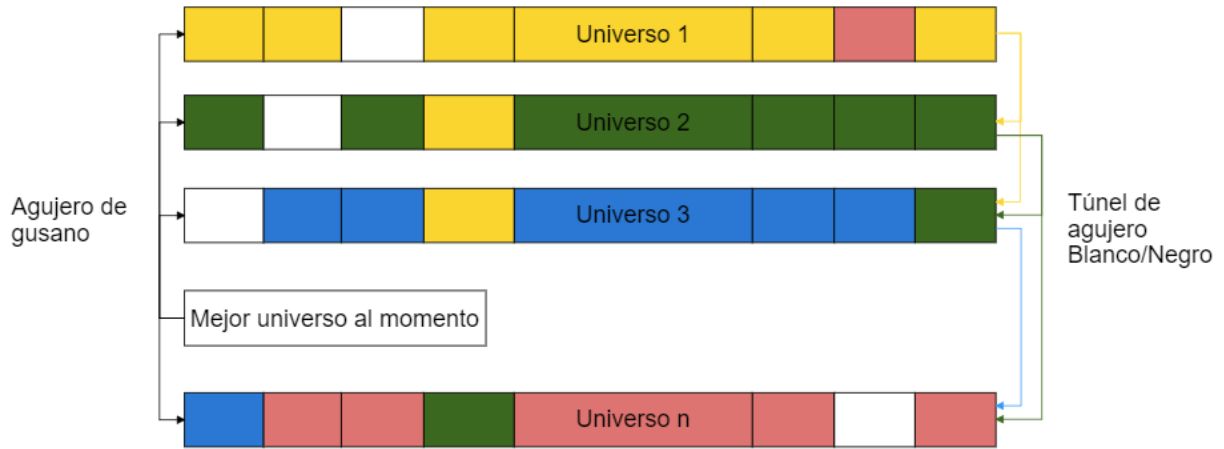 Universo 1
Universo 2
Agujero de
gusano
Universo 3
Túnel de
agujero
Blanco/Negro
Mejor universo al momento
Universo n